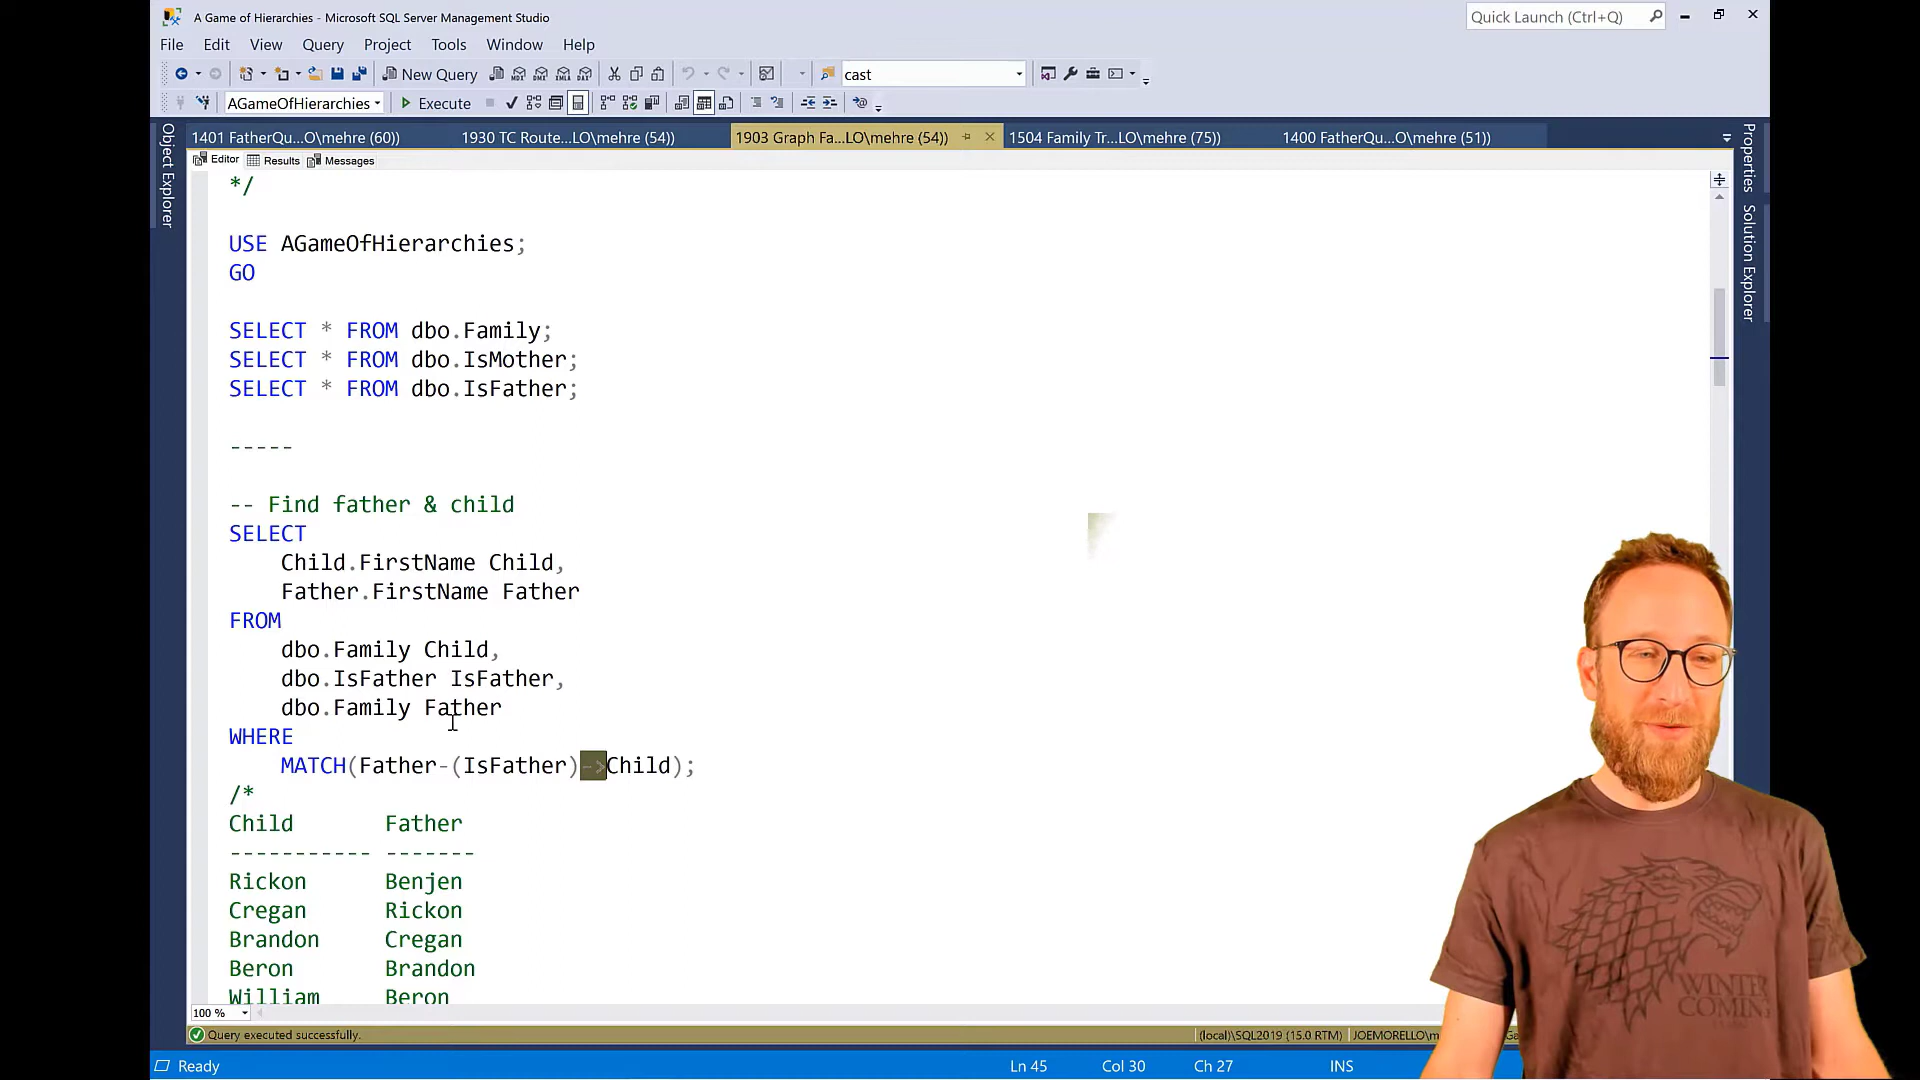 A Game of Hierarchies - Microsoft SQL Server Management Studio
Quick Launch (Ctrl+Q)
File Edit View Query Project Tools Window Help
New Query
cast
AGameOfHierarchies
Execute
1401 FatherQu...O\mehre (60))
1930 TC Route...LO\mehre (54))
1903 Graph Fa...LO\mehre (54))
1504 Family Tr...LO\mehre (75))
1400 FatherQu...O\mehre (51))
Object Explorer
Properties
Solution Explorer
Editor Results Messages
*/
USE AGameOfHierarchies;
GO
SELECT * FROM dbo.Family;
SELECT * FROM dbo.IsMother;
SELECT * FROM dbo.IsFather;
-----
-- Find father & child
SELECT
Child.FirstName Child,
Father.FirstName Father
FROM
dbo.Family Child,
dbo.IsFather IsFather,
dbo.Family Father
WHERE
MATCH(Father-(IsFather)->Child);
/*
Child Father
----------- -------
Rickon Benjen
Cregan Rickon
Brandon Cregan
Beron Brandon
William Beron
100 %
Query executed successfully.
(local)\SQL2019 (15.0 RTM)
JOEMORELLO\m
Ready
Ln 45
Col 30
Ch 27
INS
WINTER
COMIN